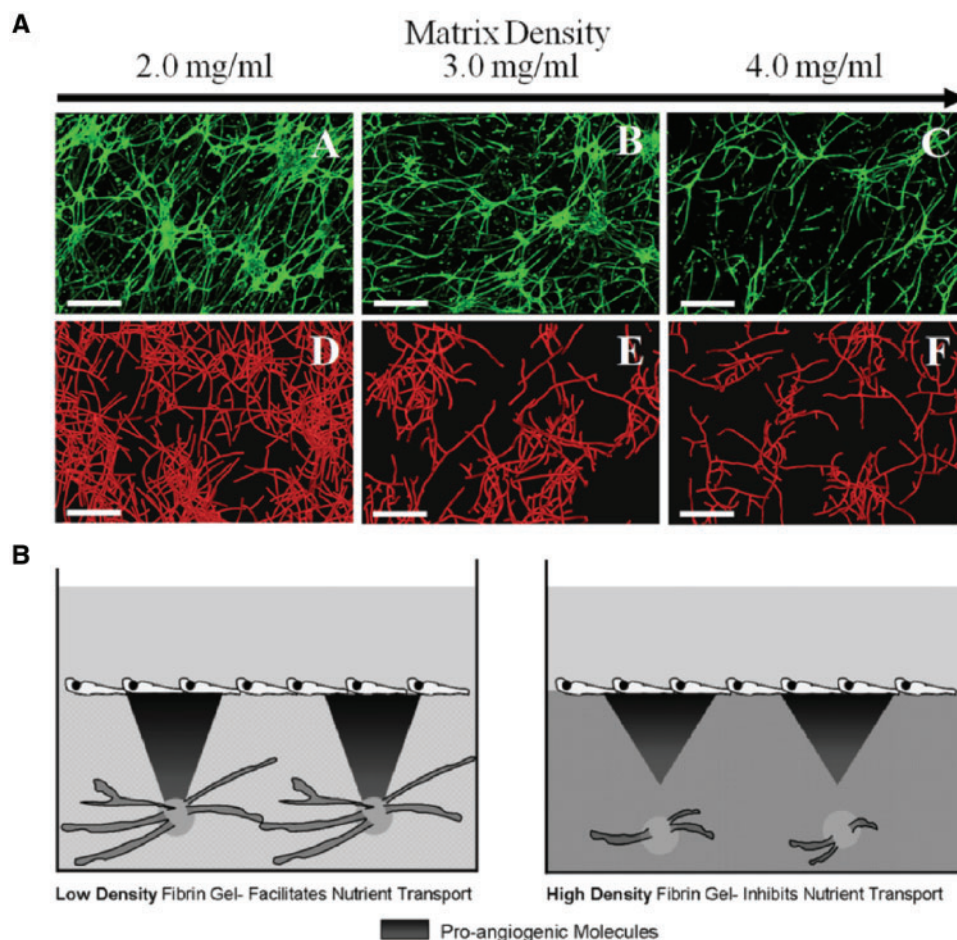 A
Matrix Density
2.0 mg/ml 3.0 mg/ml 4.0 mg/ml
A B C
D E F
B
Low Density Fibrin Gel- Facilitates Nutrient Transport
High Density Fibrin Gel- Inhibits Nutrient Transport
Pro-angiogenic Molecules